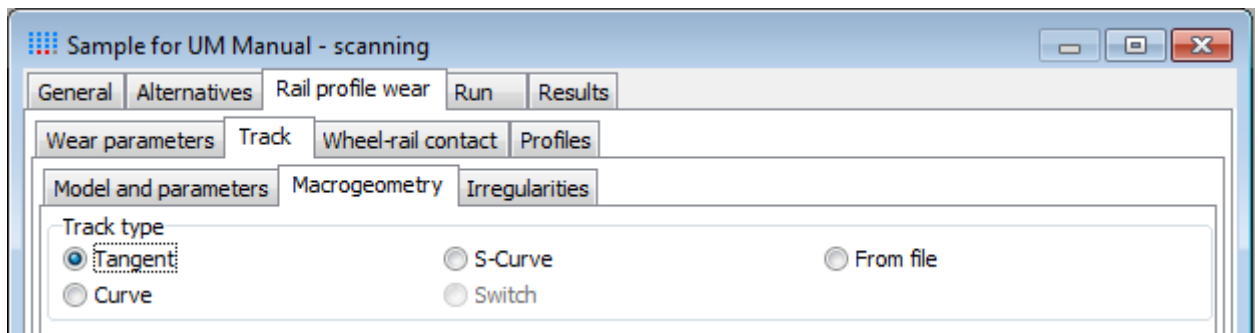 Sample for UM Manual - scanning
General Alternatives Rail profile wear Run Results
Wear parameters Track Wheel-rail contact Profiles
Model and parameters Macrogeometry Irregularities
Track type
Tangent S-Curve From file
Curve Switch